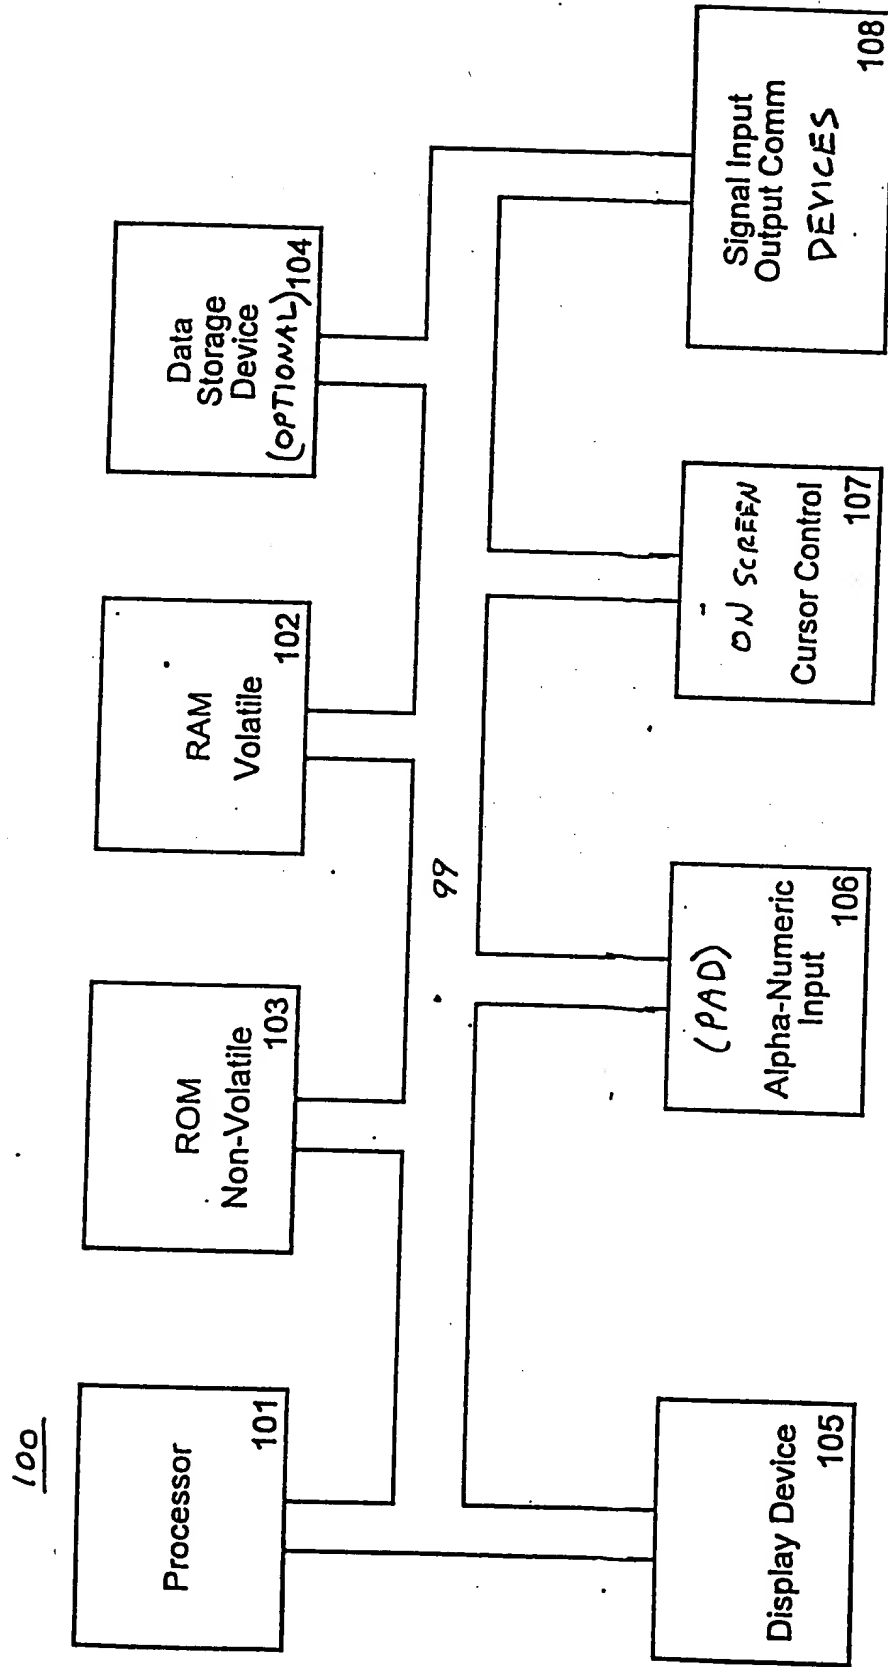 100
Processor
101
ROM
Non-Volatile
103
RAM
Volatile
102
Data
Storage
Device
(OPTIONAL)
104
99
Display Device
105
(PAD)
Alpha-Numeric
Input
106
ON SCREEN
Cursor Control
107
Signal Input
Output Comm
DEVICES
108